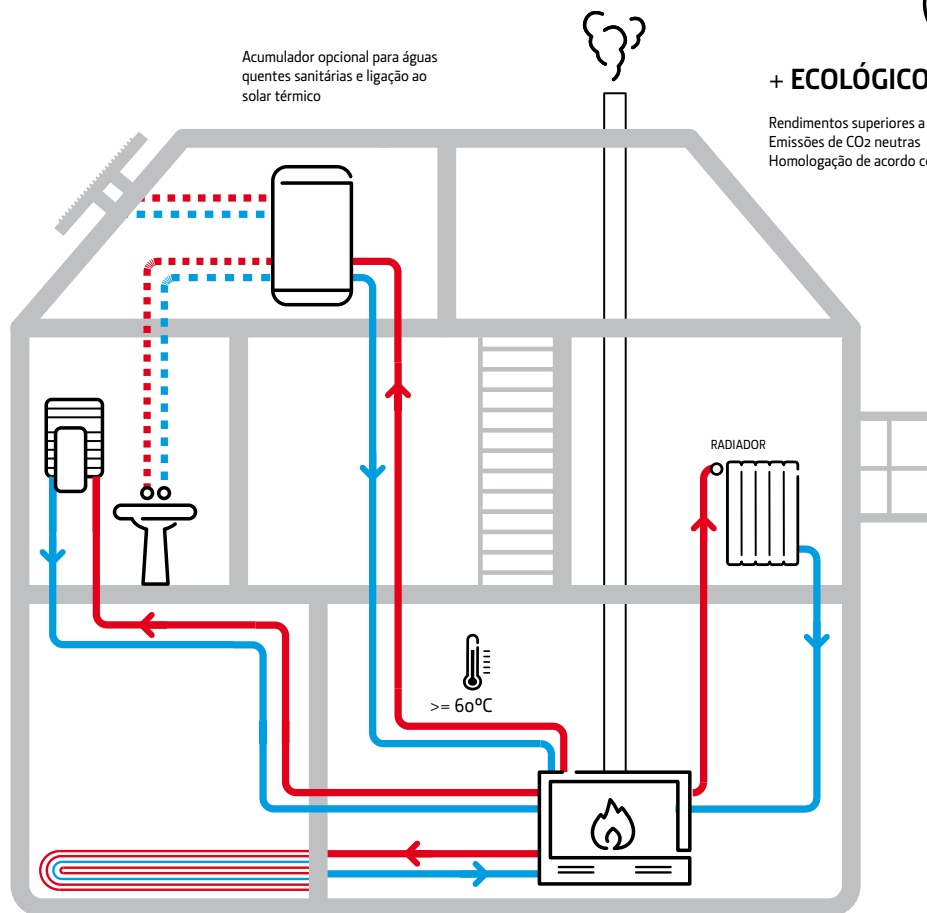 Acumulador opcional para águas
quentes sanitárias e ligação ao
solar térmico
+ ECOLÓGICO
Rendimentos superiores a
Emissões de CO2 neutras
Homologação de acordo
RADIADOR
>= 60ºC